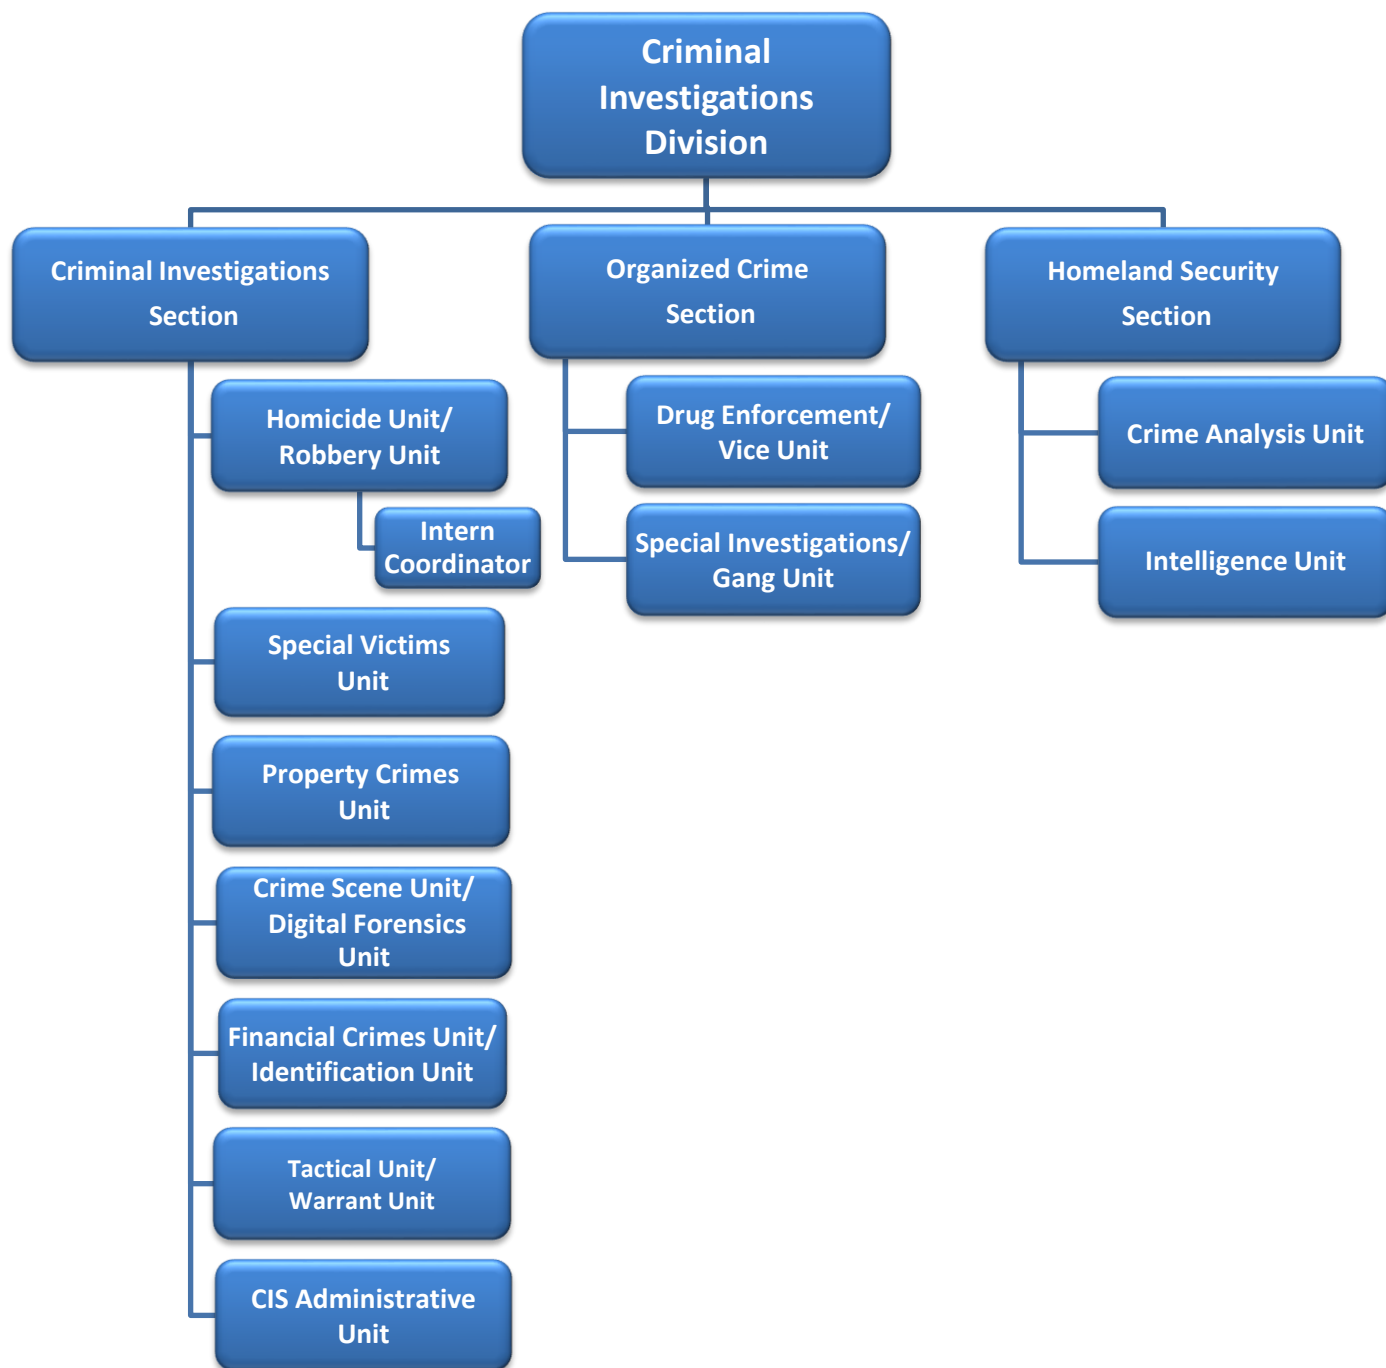 Criminal
Investigations
Division
Criminal Investigations
Section
Organized Crime
Section
Homeland Security
Section
Homicide Unit/
Robbery Unit
Intern
Coordinator
Special Victims
Unit
Property Crimes
Unit
Crime Scene Unit/
Digital Forensics
Unit
Financial Crimes Unit/
Identification Unit
Tactical Unit/
Warrant Unit
CIS Administrative
Unit
Drug Enforcement/
Vice Unit
Special Investigations/
Gang Unit
Crime Analysis Unit
Intelligence Unit